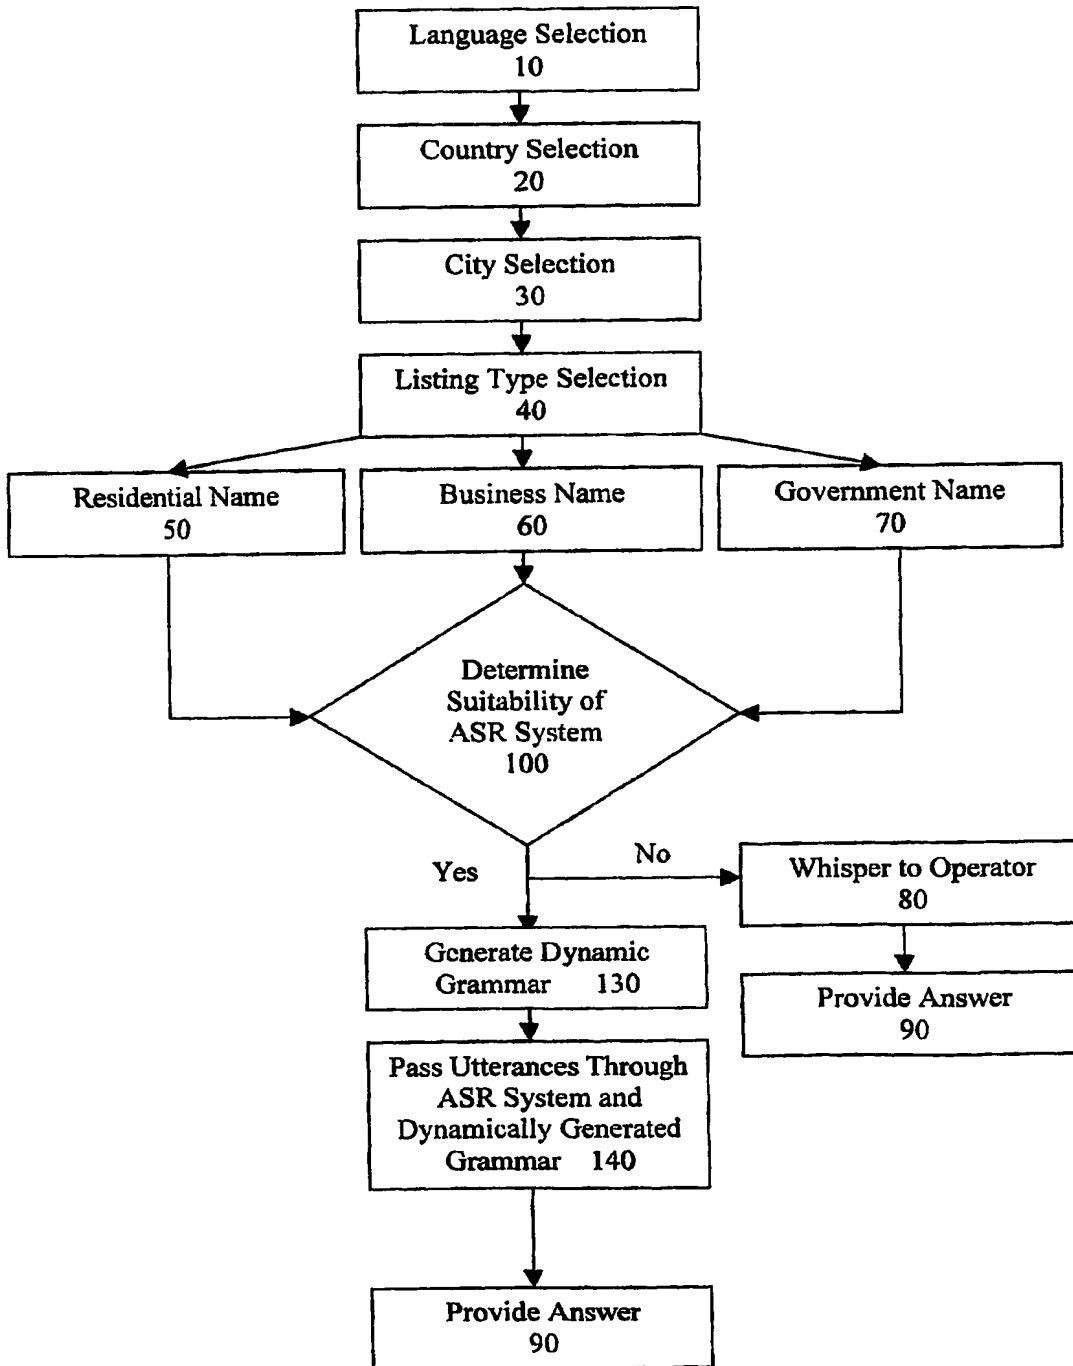 Language Selection
10
Country Selection
20
City Selection
30
Listing Type Selection
40
Residential Name
50
Business Name
60
Government Name
70
Determine
Suitability of
ASR System
100
Yes
No
Whisper to Operator
80
Provide Answer
90
Generate Dynamic
Grammar 130
Pass Utterances Through
ASR System and
Dynamically Generated
Grammar 140
Provide Answer
90